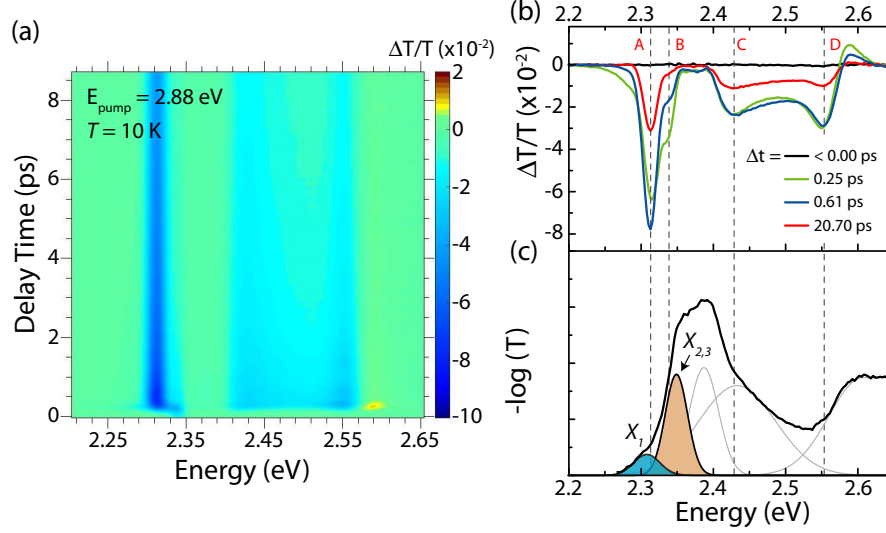 (a)
ΔT/T (x10⁻²)
E_pump = 2.88 eV
T = 10 K
8
6
4
2
0
Delay Time (ps)
2.25
2.35
2.45
2.55
2.65
Energy (eV)
2
0
-2
-4
-6
-8
-10
(b)
2.2
2.3
2.4
2.5
2.6
A
B
C
D
0
-2
-4
-6
-8
ΔT/T (x10⁻²)
Δt =
< 0.00 ps
0.25 ps
0.61 ps
20.70 ps
(c)
-log (T)
X₁
X₂,₃
2.2
2.3
2.4
2.5
2.6
Energy (eV)